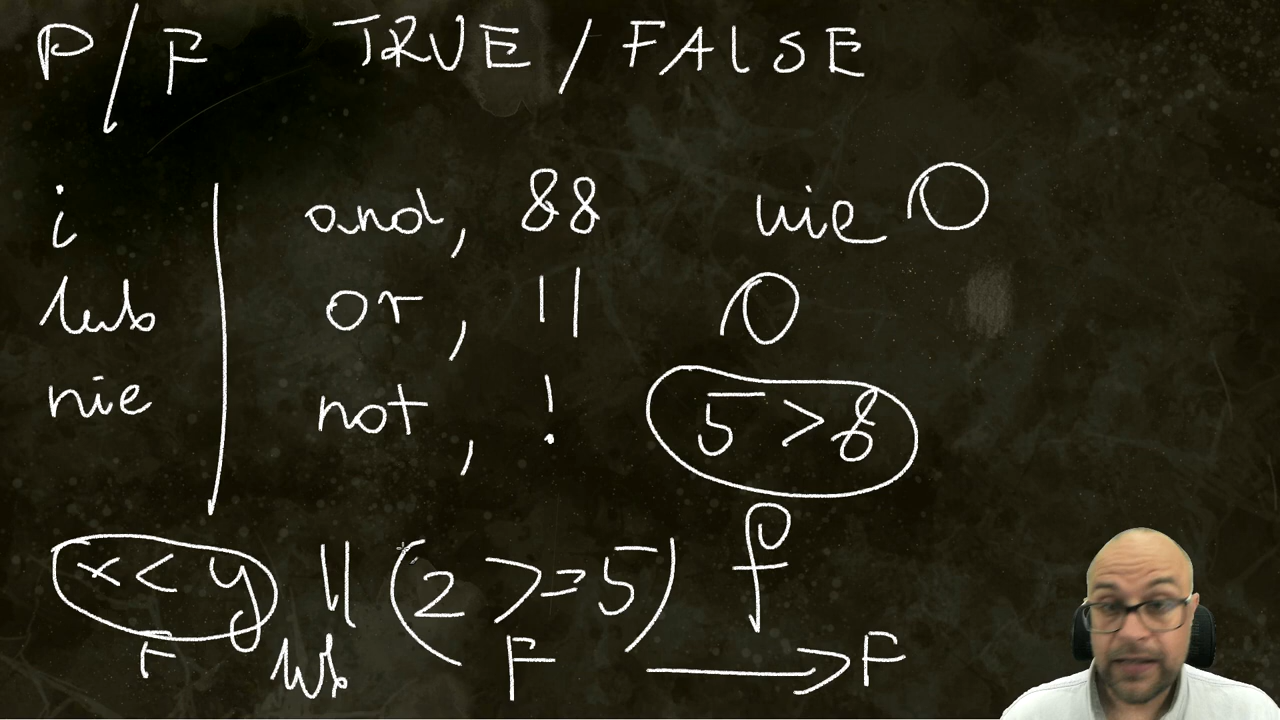 P/F TRUE/FALSE
i and, && nie 0
lub or, || 0
nie not, ! 5>8
f
x<y || (2>=5)
F lub F → F